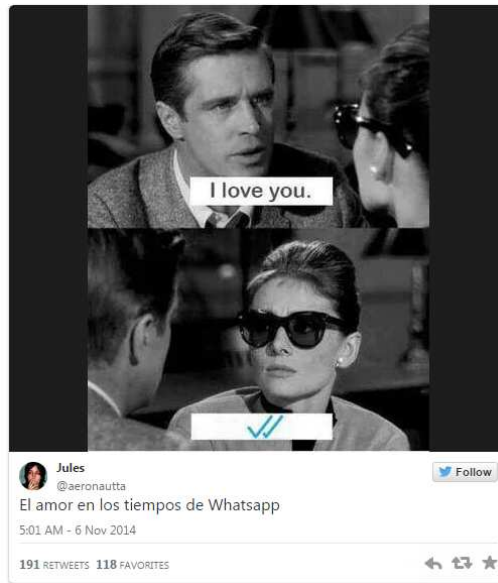 I love you.
Jules
@aeronautta
Follow
El amor en los tiempos de Whatsapp
5:01 AM - 6 Nov 2014
191 RETWEETS 118 FAVORITES